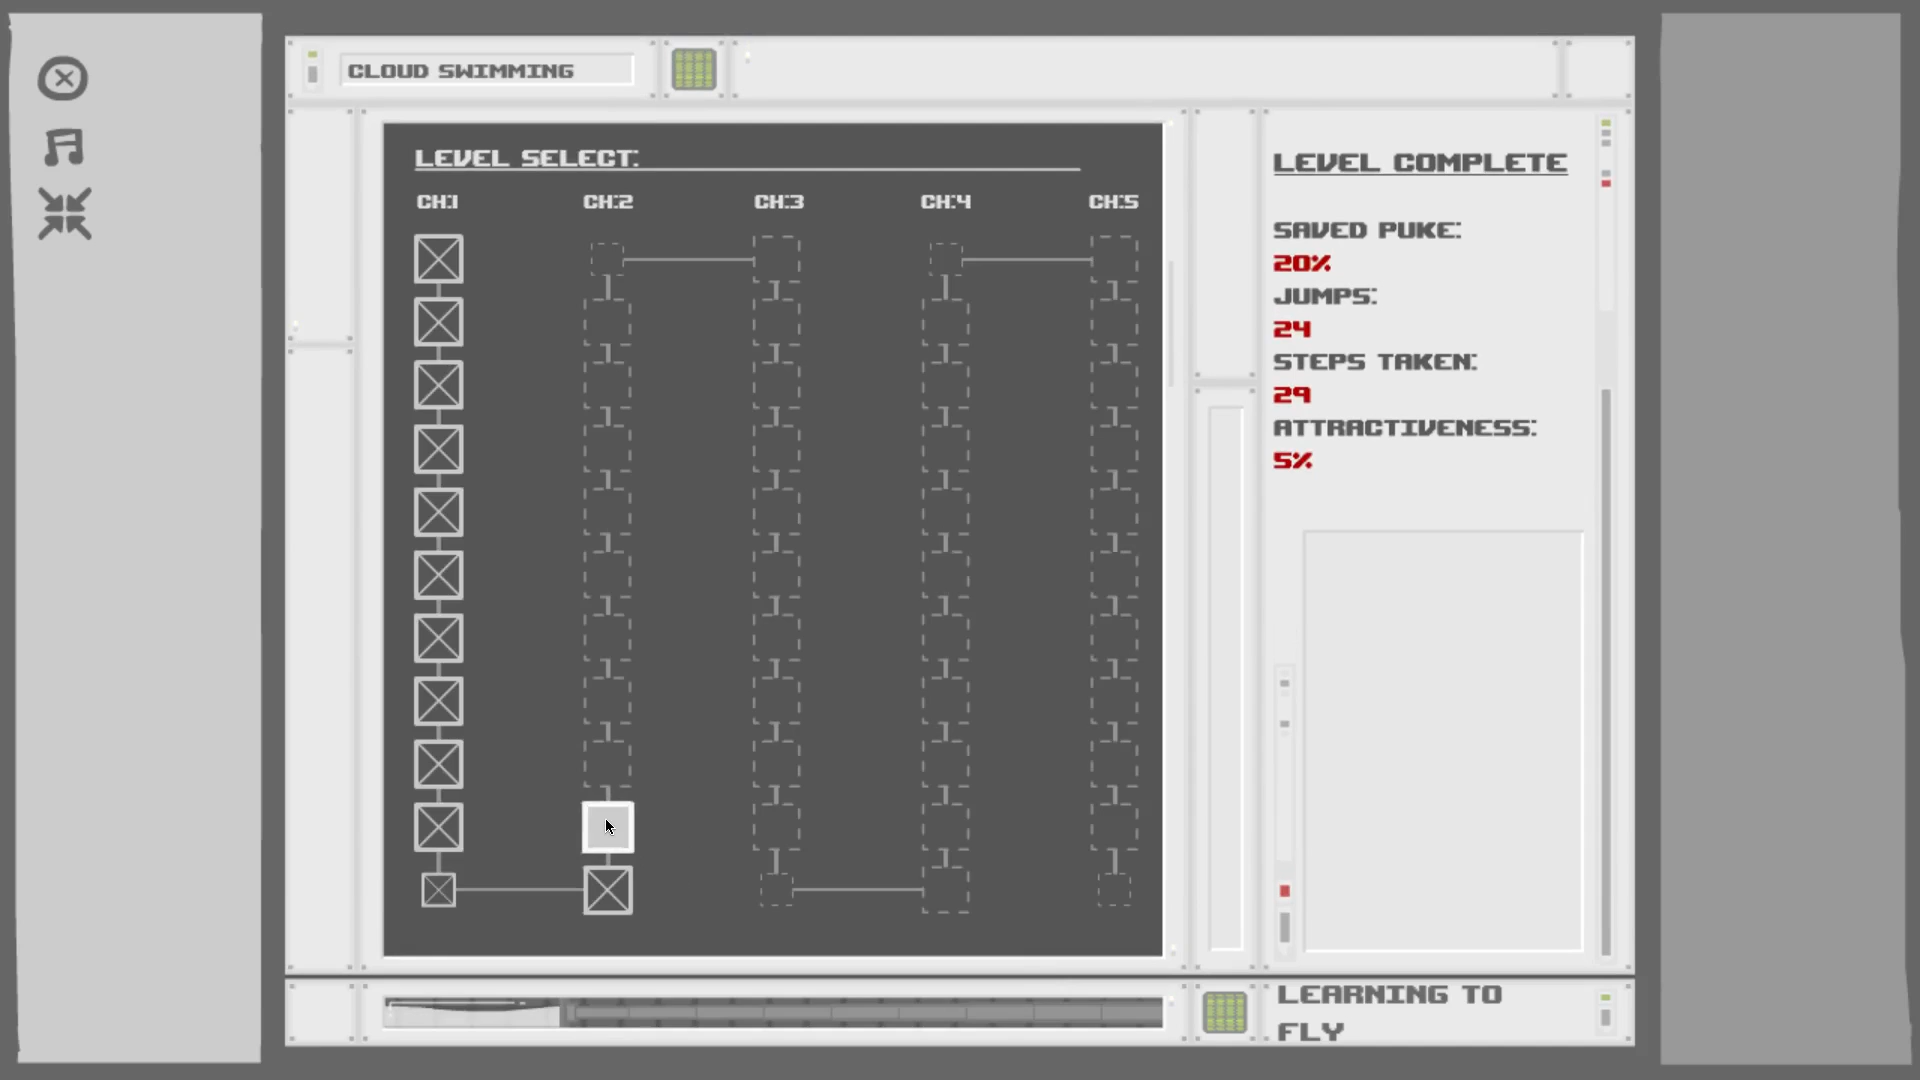 CLOUD SWIMMING
LEVEL SELECT:
CH:1 CH:2 CH:3 CH:4 CH:5
LEVEL COMPLETE
SAVED PUKE:
20%
JUMPS:
24
STEPS TAKEN:
29
ATTRACTIVENESS:
5%
LEARNING TO
FLY